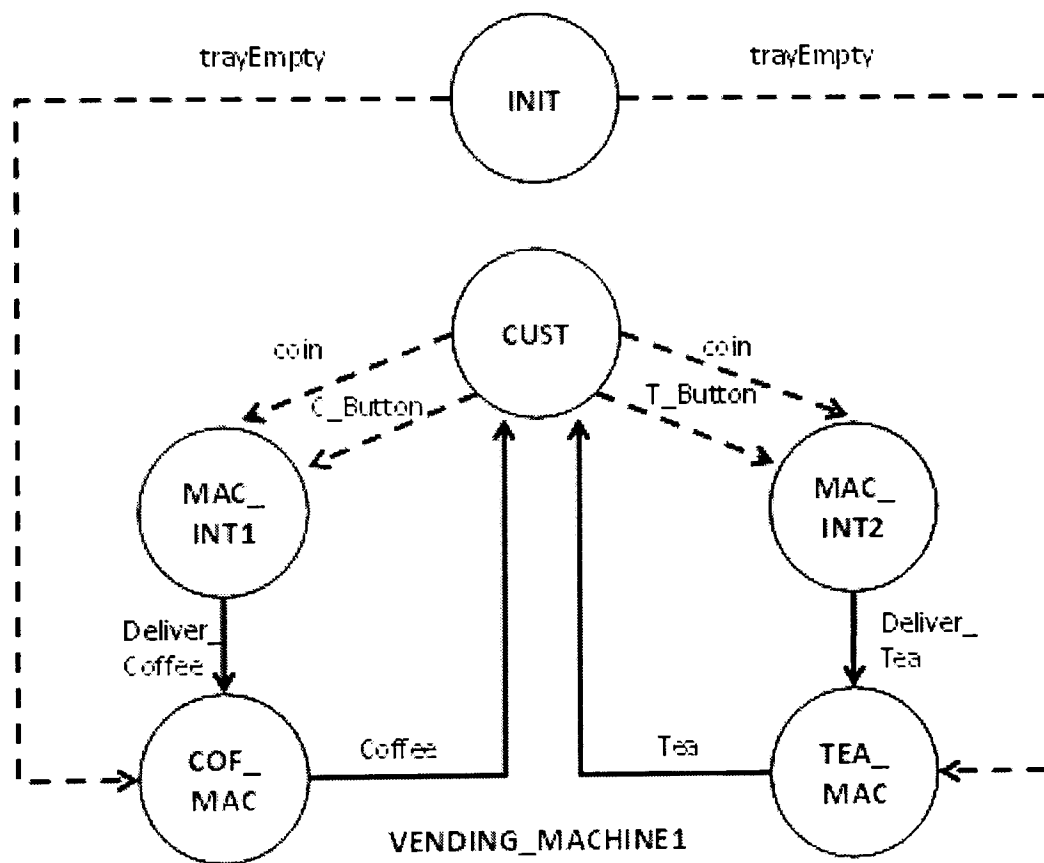 trayEmpty
trayEmpty
INIT
CUST
coin
coin
C_Button
T_Button
MAC_
INT1
MAC_
INT2
Deliver_
Coffee
Deliver_
Tea
COF_
MAC
Coffee
Tea
TEA_
MAC
VENDING_MACHINE1